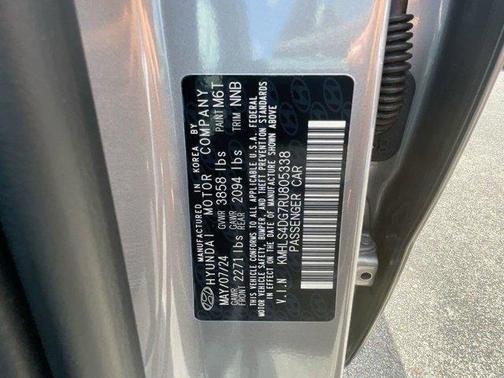 MANUFACTURED IN KOREA BY
HYUNDAI MOTOR COMPANY
MAY/07/24 GVWR 3858 lbs PAINT M6T
GAWR FRONT 2271 lbs GAWR REAR 2094 lbs TRIM NNB
THIS VEHICLE CONFORMS TO ALL APPLICABLE U.S.A. FEDERAL
MOTOR VEHICLE SAFETY, BUMPER, AND THEFT PREVENTION STANDARDS
IN EFFECT ON THE DATE OF MANUFACTURE SHOWN ABOVE
V.I.N KMHLS4DG7RU805338
PASSENGER CAR